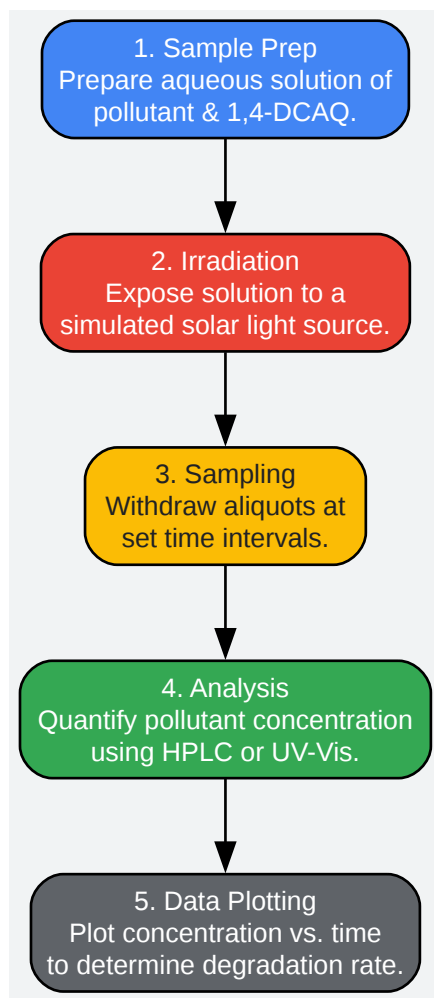 1. Sample Prep
Prepare aqueous solution of
pollutant & 1,4-DCAQ.
2. Irradiation
Expose solution to a
simulated solar light source.
3. Sampling
Withdraw aliquots at
set time intervals.
4. Analysis
Quantify pollutant concentration
using HPLC or UV-Vis.
5. Data Plotting
Plot concentration vs. time
to determine degradation rate.